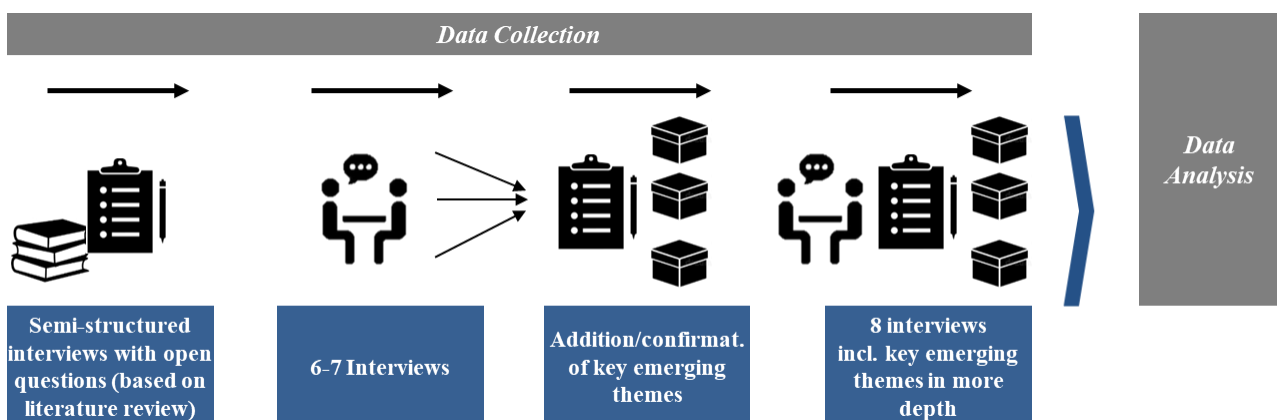 Data Collection
Data
Analysis
Semi-structured
interviews with open
questions (based on
literature review)
6-7 Interviews
Addition/confirmat.
of key emerging
themes
8 interviews
incl. key emerging
themes in more
depth